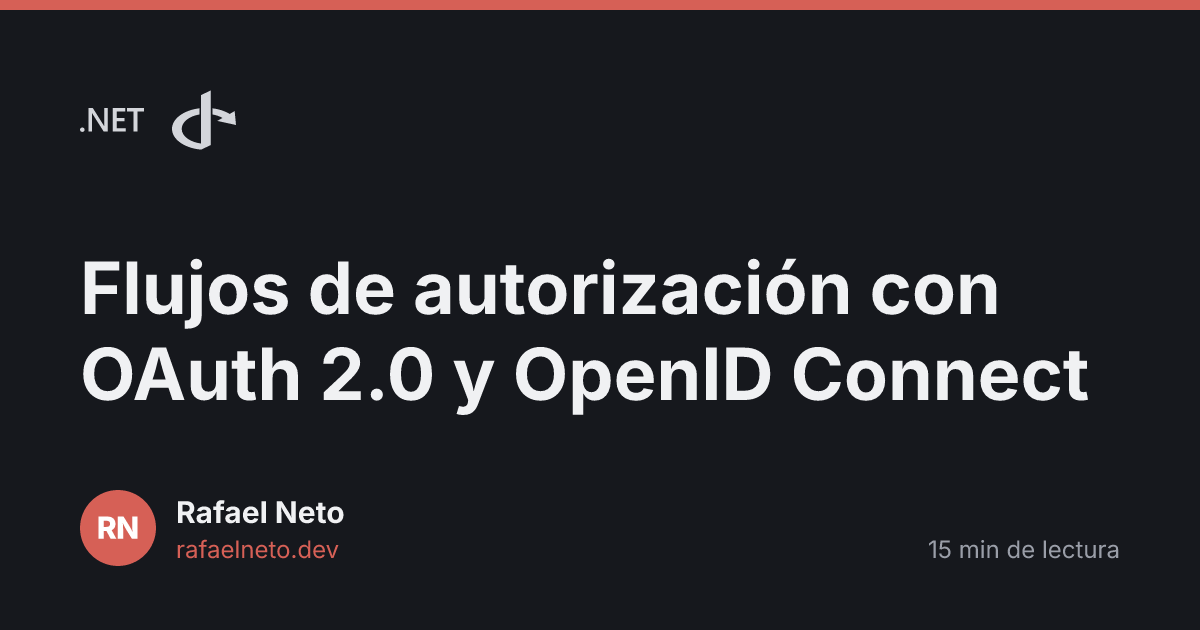 .NET
Flujos de autorización con
OAuth 2.0 y OpenID Connect
RN
Rafael Neto
rafaelneto.dev
15 min de lectura